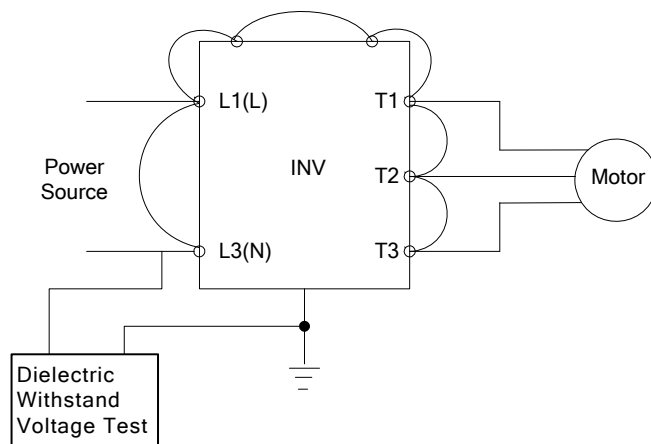 L1(L)
T1
Power
Source
INV
T2
Motor
L3(N)
T3
Dielectric
Withstand
Voltage Test